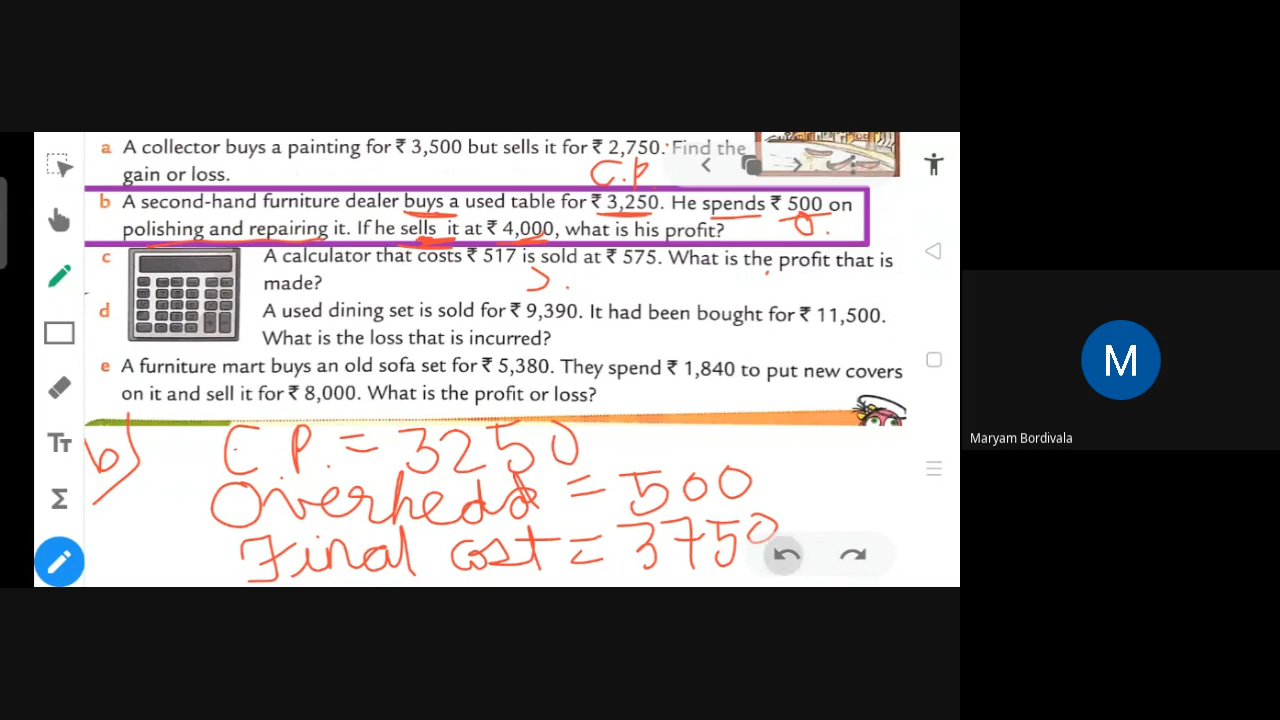 a A collector buys a painting for ₹ 3,500 but sells it for ₹ 2,750. Find the
gain or loss.
C.P.
b A second-hand furniture dealer buys a used table for ₹ 3,250. He spends ₹ 500 on
polishing and repairing it. If he sells it at ₹ 4,000, what is his profit?
O.
c A calculator that costs ₹ 517 is sold at ₹ 575. What is the profit that is
made?
d A used dining set is sold for ₹ 9,390. It had been bought for ₹ 11,500.
What is the loss that is incurred?
e A furniture mart buys an old sofa set for ₹ 5,380. They spend ₹ 1,840 to put new covers
on it and sell it for ₹ 8,000. What is the profit or loss?
b) C.P. = 3250
Overhead = 500
Final cost = 3750
Tт
Σ
M
Maryam Bordivala